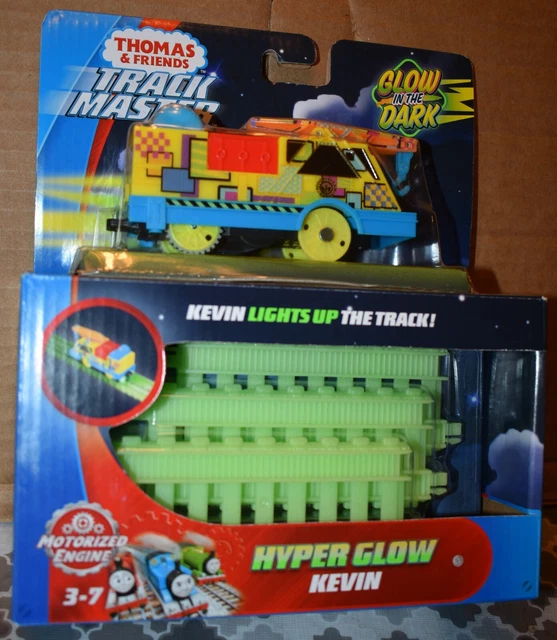 THOMAS
& FRIENDS
TRACK
MASTER
GLOW
IN THE
DARK
KEVIN LIGHTS UP THE TRACK!
MOTORIZED
ENGINE
3-7
HYPER GLOW
KEVIN